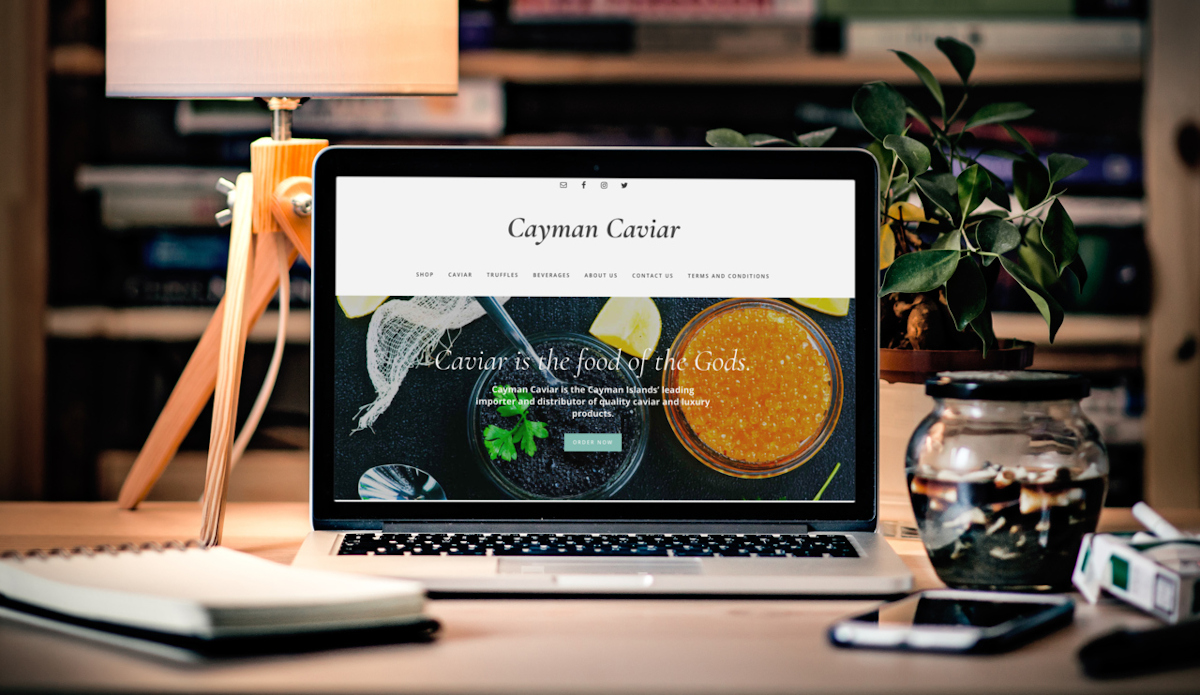 Cayman Caviar
SHOP CAVIAR TRUFFLES BEVERAGES ABOUT US CONTACT US TERMS AND CONDITIONS
Caviar is the food of the Gods.
Cayman Caviar is the Cayman Islands' leading
importer and distributor of quality caviar and luxury
products.
ORDER NOW